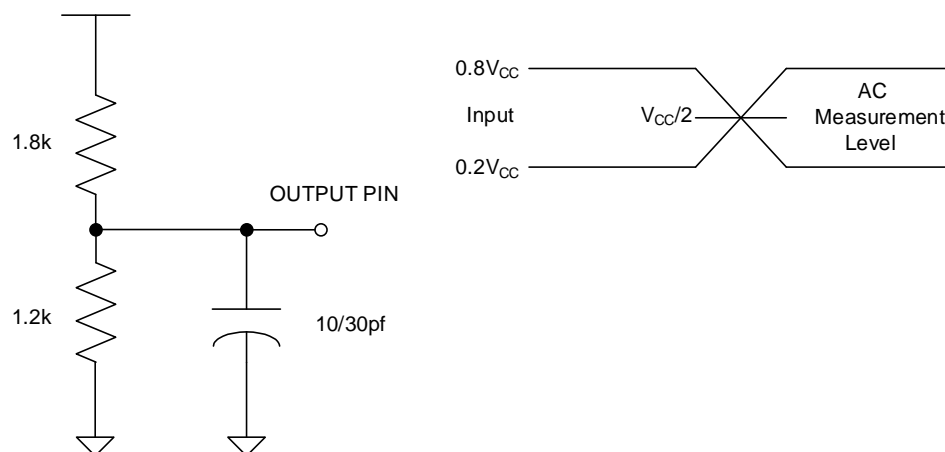 1.8k
OUTPUT PIN
1.2k
10/30pf
0.8VCC
Input
VCC/2
0.2VCC
AC
Measurement
Level